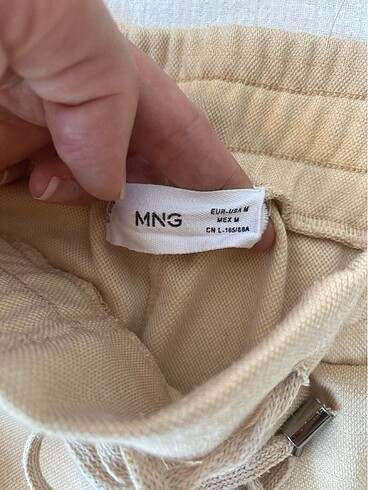 MNG
EUR-USA M
MEX M
CN L-165/68A